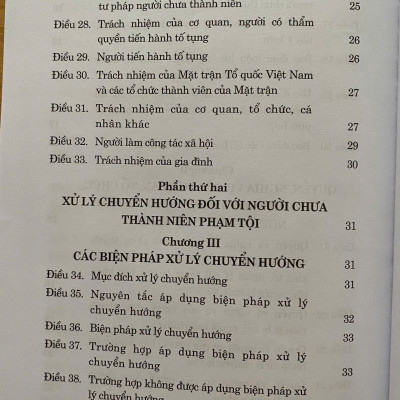 tư pháp người chưa thành niên 25
Điều 28. Trách nhiệm của cơ quan, người có thẩm
quyền tiến hành tố tụng 26
Điều 29. Người tiến hành tố tụng 26
Điều 30. Trách nhiệm của Mặt trận Tổ quốc Việt Nam
và các tổ chức thành viên của Mặt trận 27
Điều 31. Trách nhiệm của cơ quan, tổ chức, cá
nhân khác 27
Điều 32. Người làm công tác xã hội 29
Điều 33. Trách nhiệm của gia đình 30
Phần thứ hai
XỬ LÝ CHUYỂN HƯỚNG ĐỐI VỚI NGƯỜI CHƯA
THÀNH NIÊN PHẠM TỘI 31
Chương III
CÁC BIỆN PHÁP XỬ LÝ CHUYỂN HƯỚNG 31
Điều 34. Mục đích xử lý chuyển hướng 31
Điều 35. Nguyên tắc áp dụng biện pháp xử lý
chuyển hướng 32
Điều 36. Biện pháp xử lý chuyển hướng 33
Điều 37. Trường hợp áp dụng biện pháp xử lý
chuyển hướng 33
Điều 38. Trường hợp không được áp dụng biện pháp xử
lý chuyển hướng